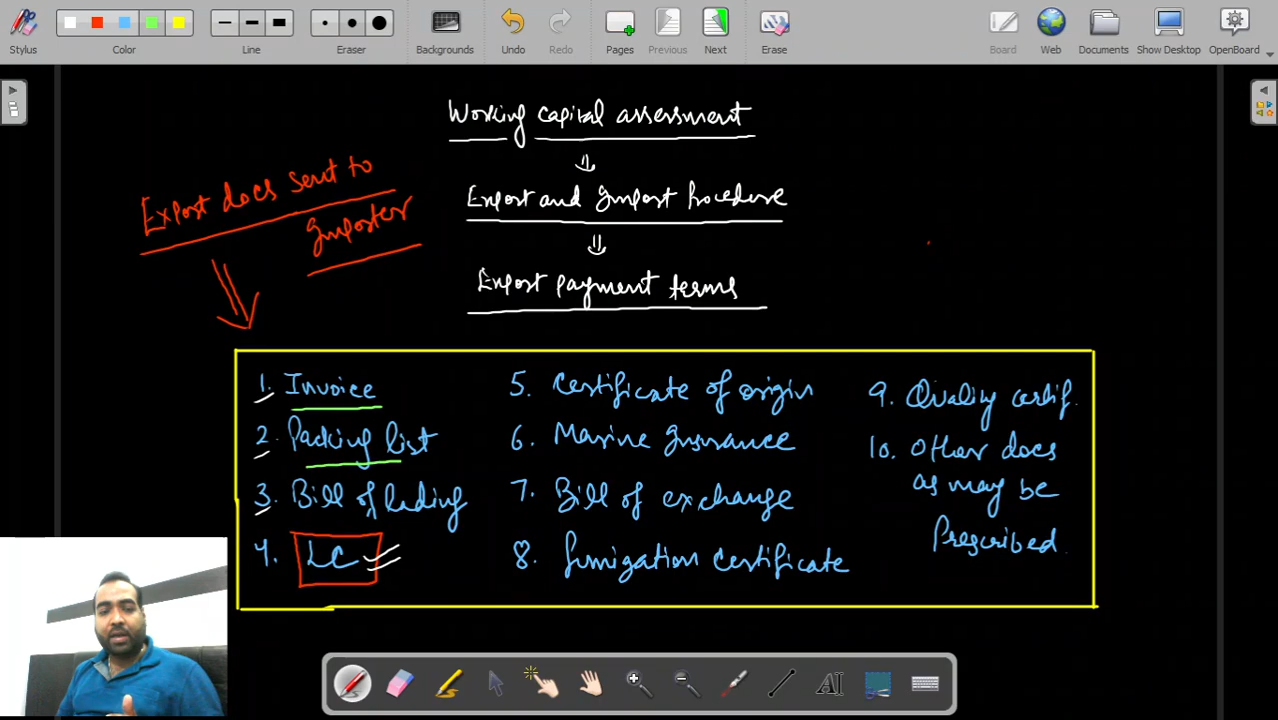 Stylus
Color
Line
Eraser
Backgrounds
Undo
Redo
Pages
Previous
Next
Erase
Board
Web
Documents
Show Desktop
OpenBoard
Working capital assessment
Export and Import Procedure
Export payment terms
Export docs sent to
Importer
1. Invoice
2. Packing list
3. Bill of lading
4. LC
5. Certificate of origin
6. Marine Insurance
7. Bill of exchange
8. fumigation certificate
9. Quality certif.
10. Other docs
as may be
Prescribed.
AI